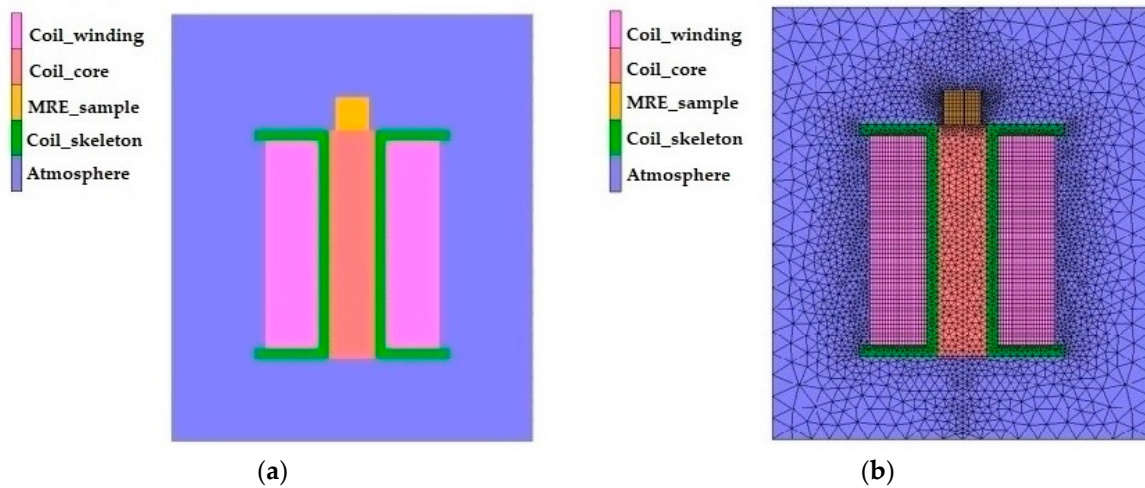 Coil_winding
Coil_core
MRE_sample
Coil_skeleton
Atmosphere
(a)
Coil_winding
Coil_core
MRE_sample
Coil_skeleton
Atmosphere
(b)